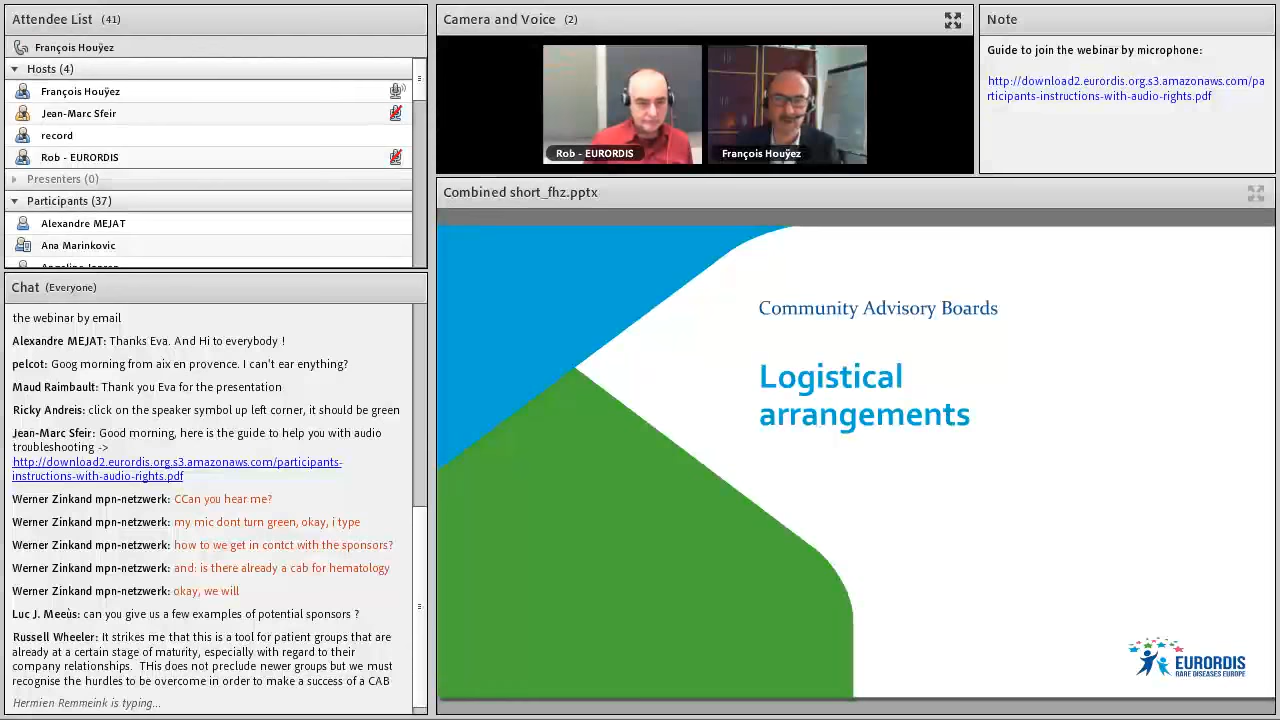 Attendee List (41)
François Houÿez
Hosts (4)
François Houÿez
Jean-Marc Sfeir
record
Rob - EURORDIS
Presenters (0)
Participants (37)
Alexandre MEJAT
Ana Marinkovic
Chat (Everyone)
the webinar by email
Alexandre MEJAT: Thanks Eva. And Hi to everybody !
pelcot: Goog morning from aix en provence. I can't ear anything?
Maud Raimbault: Thank you Eva for the presentation
Ricky Andreis: click on the speaker symbol up left corner, it should be green
Jean-Marc Sfeir: Good morning, here is the guide to help you with audio
troubleshooting ->
http://download2.eurordis.org.s3.amazonaws.com/participants-
instructions-with-audio-rights.pdf
Werner Zinkand mpn-netzwerk: CCan you hear me?
Werner Zinkand mpn-netzwerk: my mic dont turn green, okay, i type
Werner Zinkand mpn-netzwerk: how to we get in contct with the sponsors?
Werner Zinkand mpn-netzwerk: and: is there already a cab for hematology
Werner Zinkand mpn-netzwerk: okay, we will
Luc J. Meeùs: can you give us a few examples of potential sponsors ?
Russell Wheeler: It strikes me that this is a tool for patient groups that are
already at a certain stage of maturity, especially with regard to their
company relationships. THis does not preclude newer groups but we must
recognise the hurdles to be overcome in order to make a success of a CAB
Hermien Remmeink is typing...
Camera and Voice (2)
Rob - EURORDIS
François Houÿez
Note
Guide to join the webinar by microphone:
http://download2.eurordis.org.s3.amazonaws.com/pa
rticipants-instructions-with-audio-rights.pdf
Combined short_fhz.pptx
Community Advisory Boards
Logistical
arrangements
EURORDIS
RARE DISEASES EUROPE